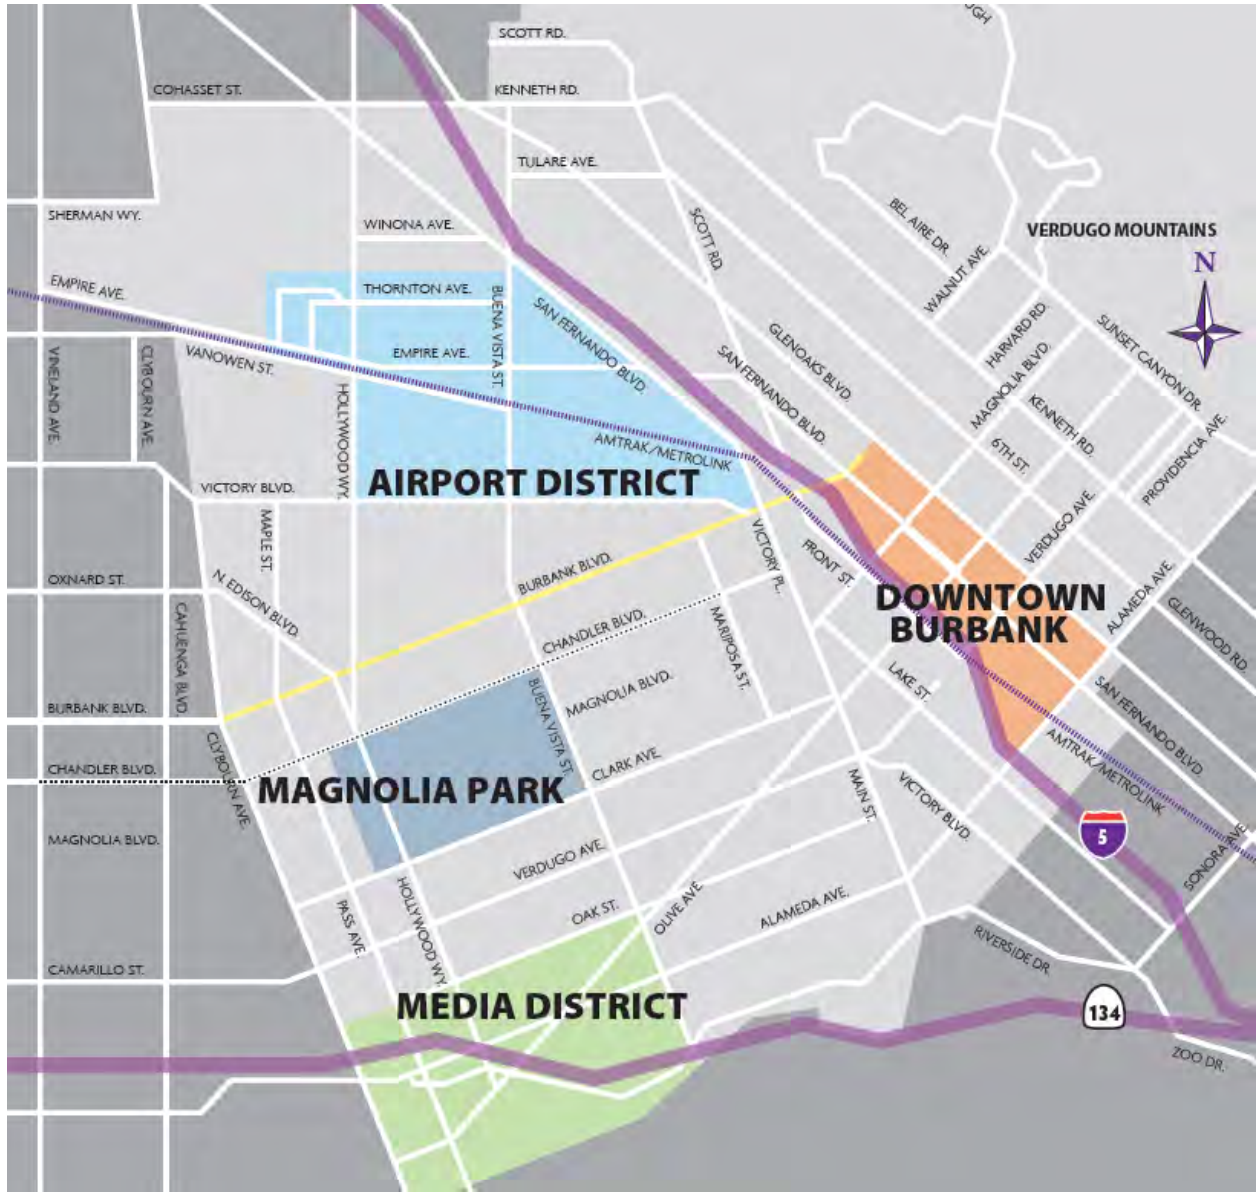 SCOTT RD.
COHASSET ST.
KENNETH RD.
TULARE AVE.
SHERMAN WY.
WINONA AVE.
SCOTT RD.
BEL AIRE DR.
VERDUGO MOUNTAINS
N
EMPIRE AVE.
THORNTON AVE.
BUENA VISTA ST.
SAN FERNANDO BLVD.
WALNUT AVE.
HARVARD RD.
SUNSET CANYON DR.
VINELAND AVE.
CLYBOURN AVE.
VANOWEN ST.
EMPIRE AVE.
GLENOAKS BLVD.
SAN FERNANDO BLVD.
MAGNOLIA BLVD.
KENNETH RD.
6TH ST.
PROVIDENCIA AVE.
HOLLYWOOD WY.
AMTRAK/METROLINK
AIRPORT DISTRICT
VICTORY BLVD.
MAPLE ST.
VERDUGO AVE.
VICTORY PL.
FRONT ST.
OXNARD ST.
N. EDISON BLVD.
BURBANK BLVD.
DOWNTOWN
BURBANK
ALAMEDA AVE.
GLENWOOD RD.
CAHUENGA BLVD.
CHANDLER BLVD.
MARIPOSA ST.
BURBANK BLVD.
BUENA VISTA ST.
MAGNOLIA BLVD.
LAKE ST.
SAN FERNANDO BLVD.
CHANDLER BLVD.
CLYBOURN AVE.
MAGNOLIA PARK
CLARK AVE.
MAIN ST.
VICTORY BLVD.
AMTRAK/METROLINK
5
MAGNOLIA BLVD.
VERDUGO AVE.
SONORA AVE.
PASS AVE.
HOLLYWOOD WY.
OAK ST.
OLIVE AVE
ALAMEDA AVE.
RIVERSIDE DR.
CAMARILLO ST.
MEDIA DISTRICT
134
ZOO DR.